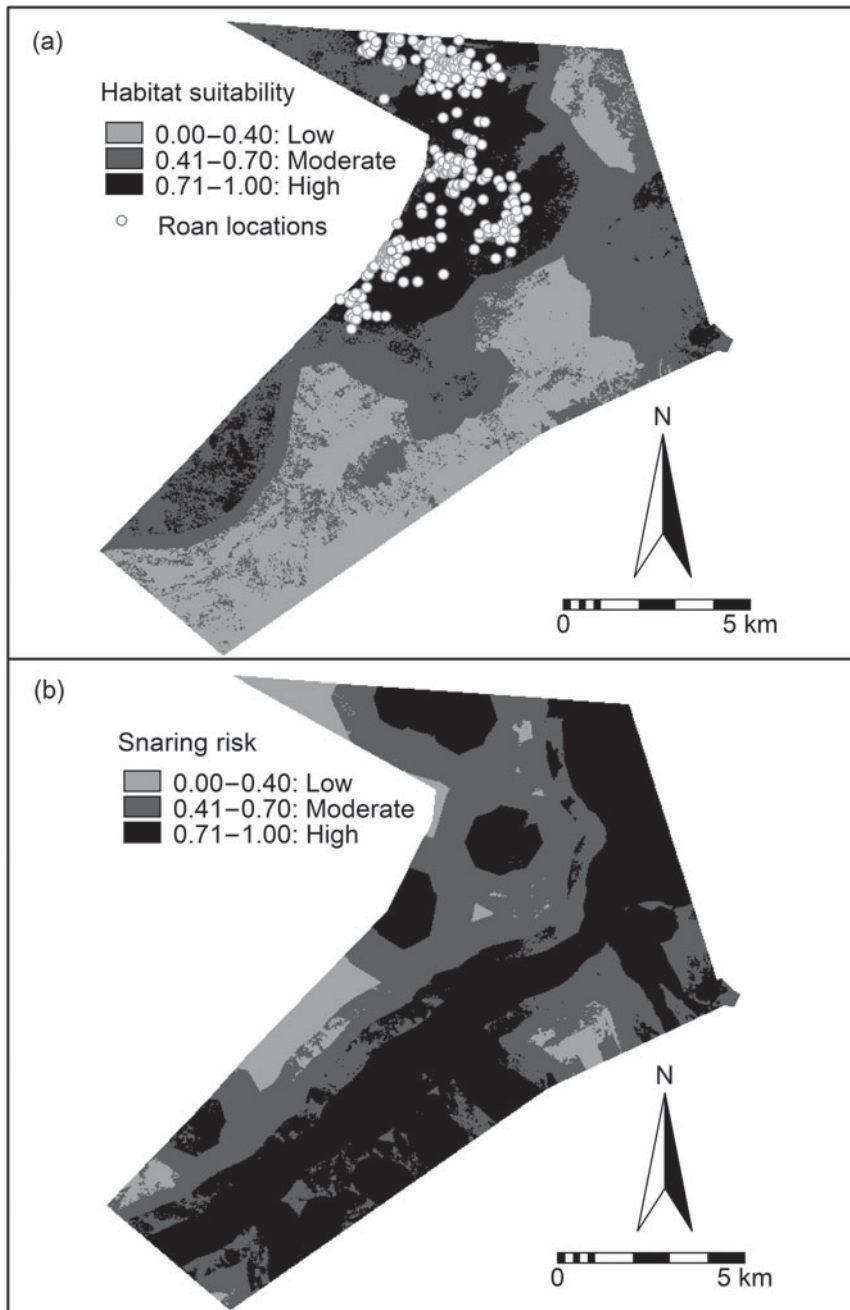 (a)
Habitat suitability
0.00–0.40: Low
0.41–0.70: Moderate
0.71–1.00: High
Roan locations
N
0 5 km
(b)
Snaring risk
0.00–0.40: Low
0.41–0.70: Moderate
0.71–1.00: High
N
0 5 km